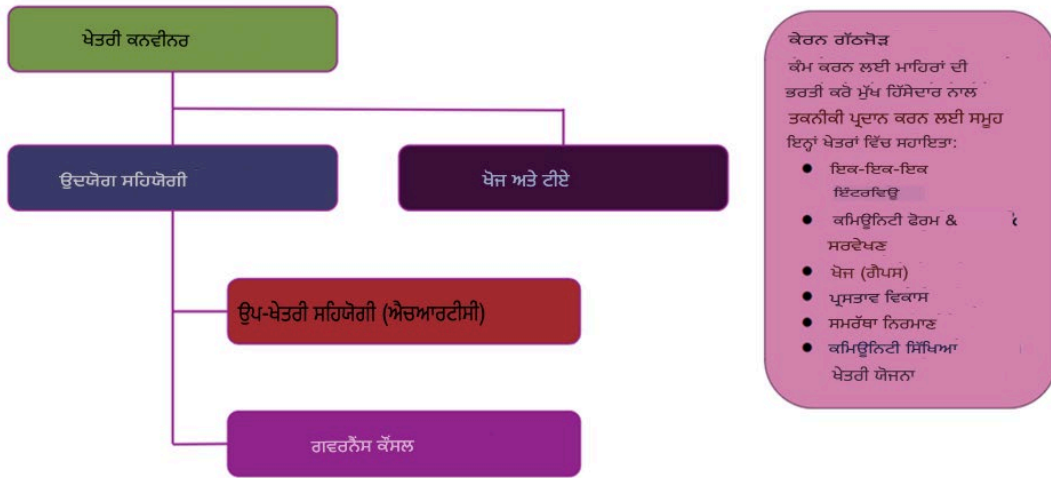 ਖੇਤਰੀ ਕਨਵੀਨਰ
ਉਦਯੋਗ ਸਹਿਯੋਗੀ
ਖੋਜ ਅਤੇ ਟੀਏ
ਉਪ-ਖੇਤਰੀ ਸਹਿਯੋਗੀ (ਐਚਆਰਟੀਸੀ)
ਗਵਰਨੈਂਸ ਕੌਂਸਲ
ਕੇਰਨ ਗੱਠਜੋੜ
ਕੰਮ ਕਰਨ ਲਈ ਮਾਹਿਰਾਂ ਦੀ
ਭਰਤੀ ਕਰੋ ਮੁੱਖ ਹਿੱਸੇਦਾਰ ਨਾਲ
ਤਕਨੀਕੀ ਪ੍ਰਦਾਨ ਕਰਨ ਲਈ ਸਮੂਹ
ਇਨ੍ਹਾਂ ਖੇਤਰਾਂ ਵਿੱਚ ਸਹਾਇਤਾ:
● ਇਕ-ਇਕ-ਇਕ
ਇੰਟਰਵਿਊ
● ਕਮਿਊਨਿਟੀ ਫੋਰਮ &
ਸਰਵੇਖਣ
● ਖੋਜ (ਗੈਪਸ)
● ਪ੍ਰਸਤਾਵ ਵਿਕਾਸ
● ਸਮਰੱਥਾ ਨਿਰਮਾਣ
● ਕਮਿਊਨਿਟੀ ਸਿੱਖਿਆ
ਖੇਤਰੀ ਯੋਜਨਾ